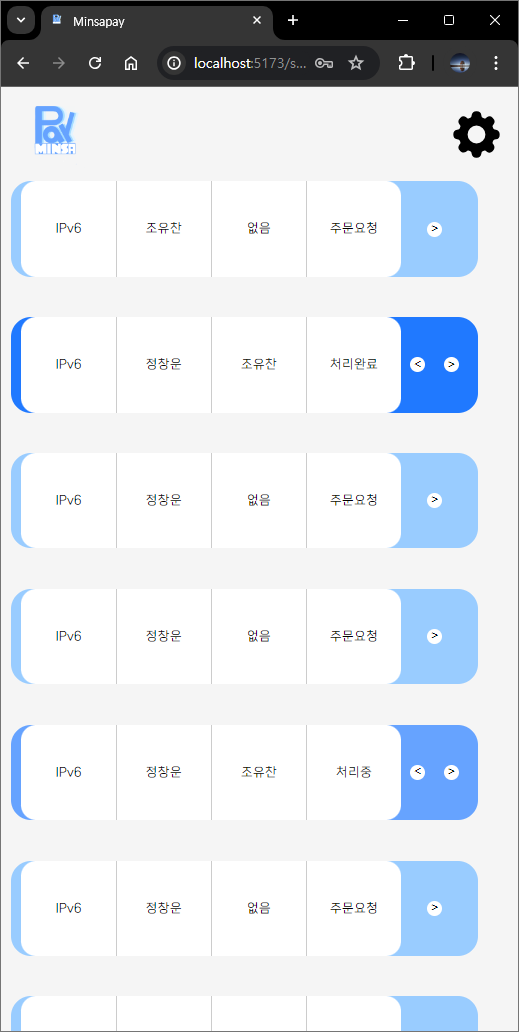 Minsapay
localhost:5173/s...
Pay
MINSA
IPv6 조유찬 없음 주문요청 >
IPv6 정창운 조유찬 처리완료 < >
IPv6 정창운 없음 주문요청 >
IPv6 정창운 없음 주문요청 >
IPv6 정창운 조유찬 처리중 < >
IPv6 정창운 없음 주문요청 >